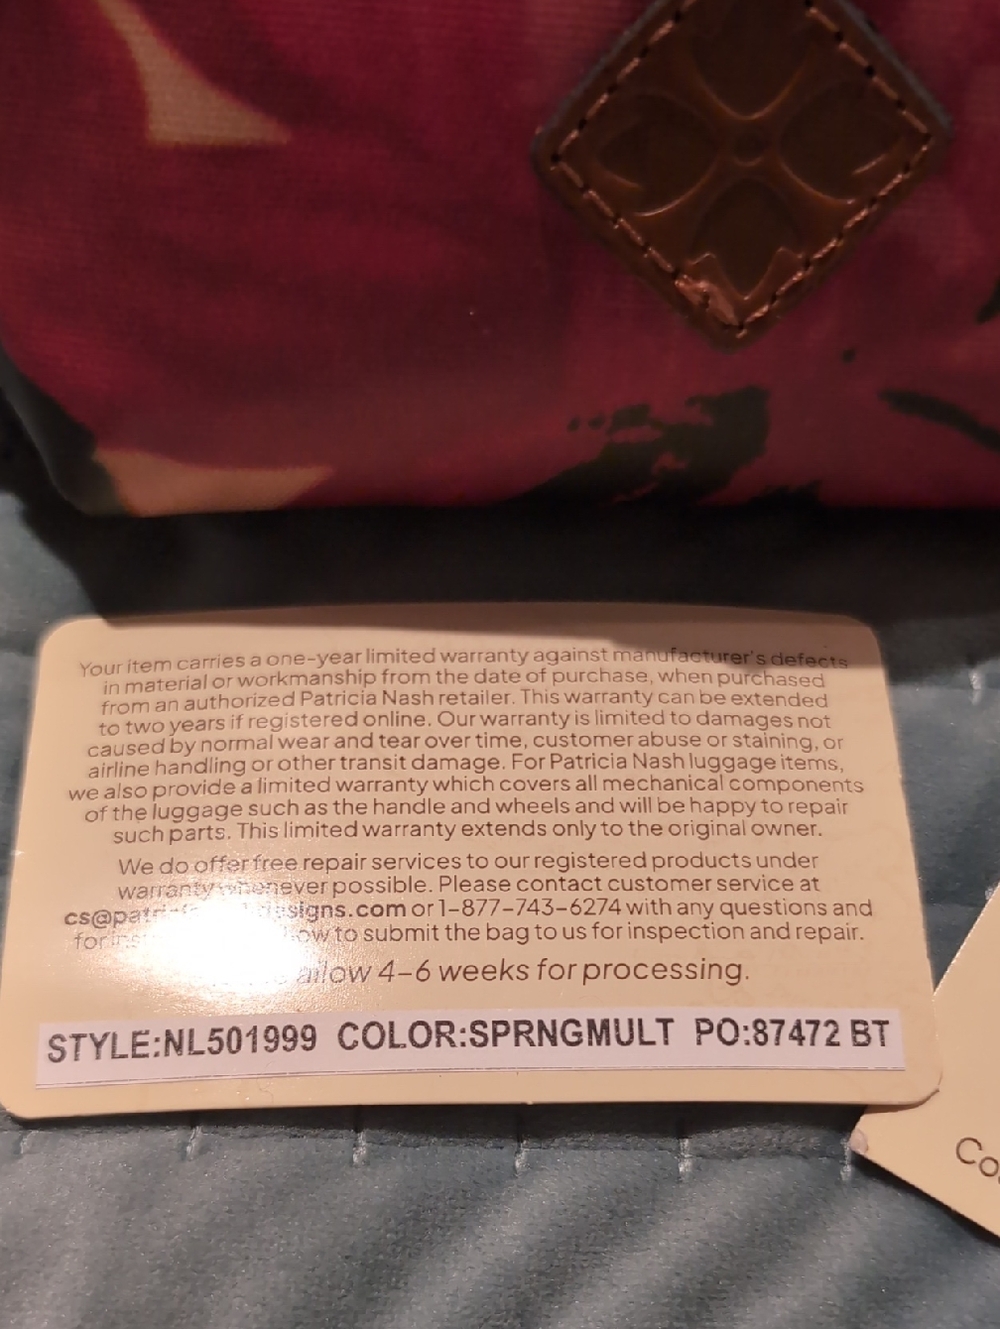 Your item carries a one-year limited warranty against manufacturer's defects
in material or workmanship from the date of purchase, when purchased
from an authorized Patricia Nash retailer. This warranty can be extended
to two years if registered online. Our warranty is limited to damages not
caused by normal wear and tear over time, customer abuse or staining, or
airline handling or other transit damage. For Patricia Nash luggage items,
we also provide a limited warranty which covers all mechanical components
of the luggage such as the handle and wheels and will be happy to repair
such parts. This limited warranty extends only to the original owner.
We do offer free repair services to our registered products under
warranty whenever possible. Please contact customer service at
or 1-877-743-6274 with any questions and
how to submit the bag to us for inspection and repair.
allow 4-6 weeks for processing.
STYLE:NL501999 COLOR:SPRNGMULT PO:87472 BT